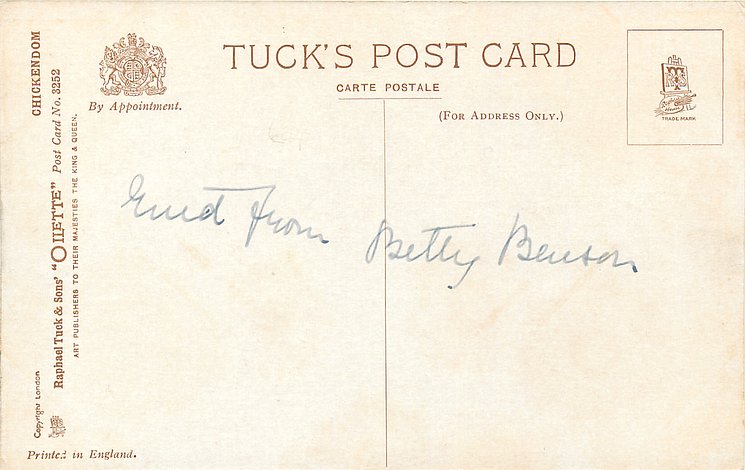 TUCK'S POST CARD
CARTE POSTALE
By Appointment.
(FOR ADDRESS ONLY.)
TRADE MARK
CHICKENDOM
Raphael Tuck & Sons' "OILETTE" Post Card No. 3252
ART PUBLISHERS TO THEIR MAJESTIES THE KING & QUEEN.
Copyright London
Enid from Betty Benson
Printed in England.